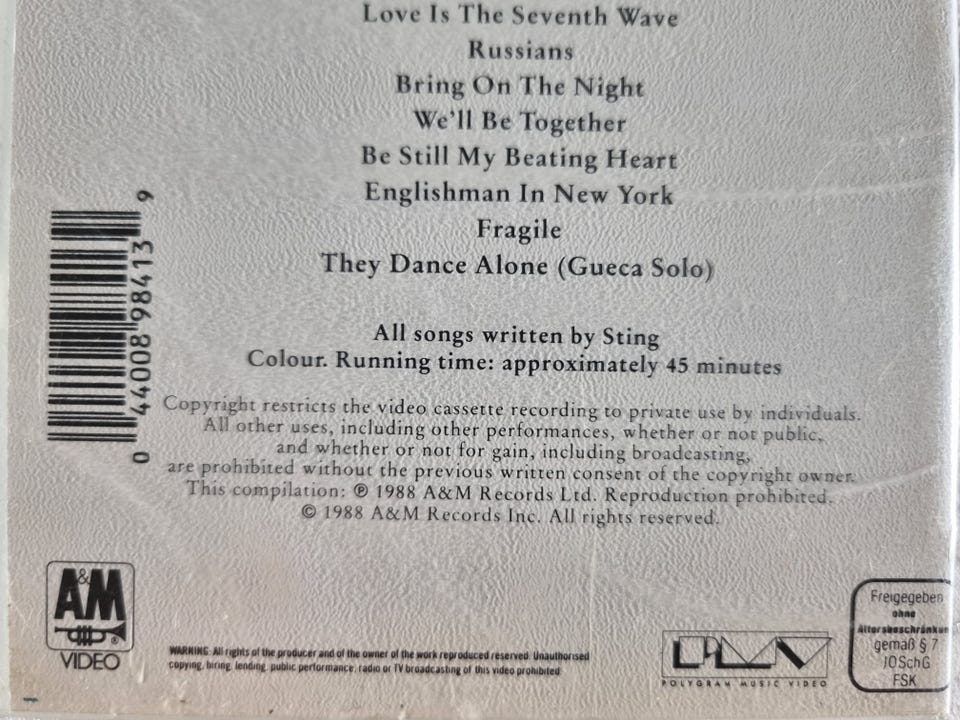 Love Is The Seventh Wave
Russians
Bring On The Night
We'll Be Together
Be Still My Beating Heart
Englishman In New York
Fragile
They Dance Alone (Gueca Solo)
All songs written by Sting
Colour. Running time: approximately 45 minutes
Copyright restricts the video cassette recording to private use by individuals.
All other uses, including other performances, whether or not public,
and whether or not for gain, including broadcasting,
are prohibited without the previous written consent of the copyright owner.
This compilation: ℗ 1988 A&M Records Ltd. Reproduction prohibited.
© 1988 A&M Records Inc. All rights reserved.
0 44008 98413 9
A&M
®
VIDEO
WARNING: All rights of the producer and of the owner of the work reproduced reserved. Unauthorised
copying, hiring, lending, public performance, radio or TV broadcasting of this video prohibited.
PMV
POLYGRAM MUSIC VIDEO
Freigegeben
ohne
Altersbeschränkun
gemäß § 7
JÖSchG
FSK